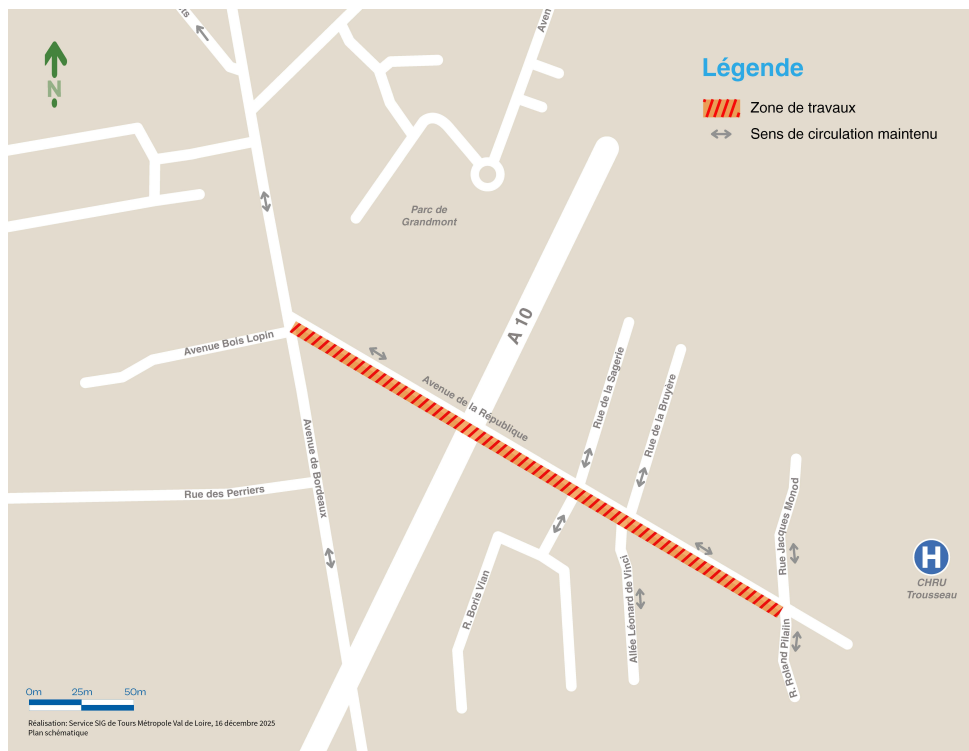 ts
Aven
N
Légende
Zone de travaux
Sens de circulation maintenu
Parc de
Grandmont
A 10
Avenue Bois Lopin
Avenue de la République
Rue de la Sagerie
Rue de la Bruyère
Avenue de Bordeaux
Rue des Perriers
Rue Jacques Monod
R. Boris Vian
Allée Léonard de Vinci
H
CHRU
Trousseau
R. Roland Pilain
0m 25m 50m
Réalisation: Service SIG de Tours Métropole Val de Loire, 16 décembre 2025
Plan schèmatique